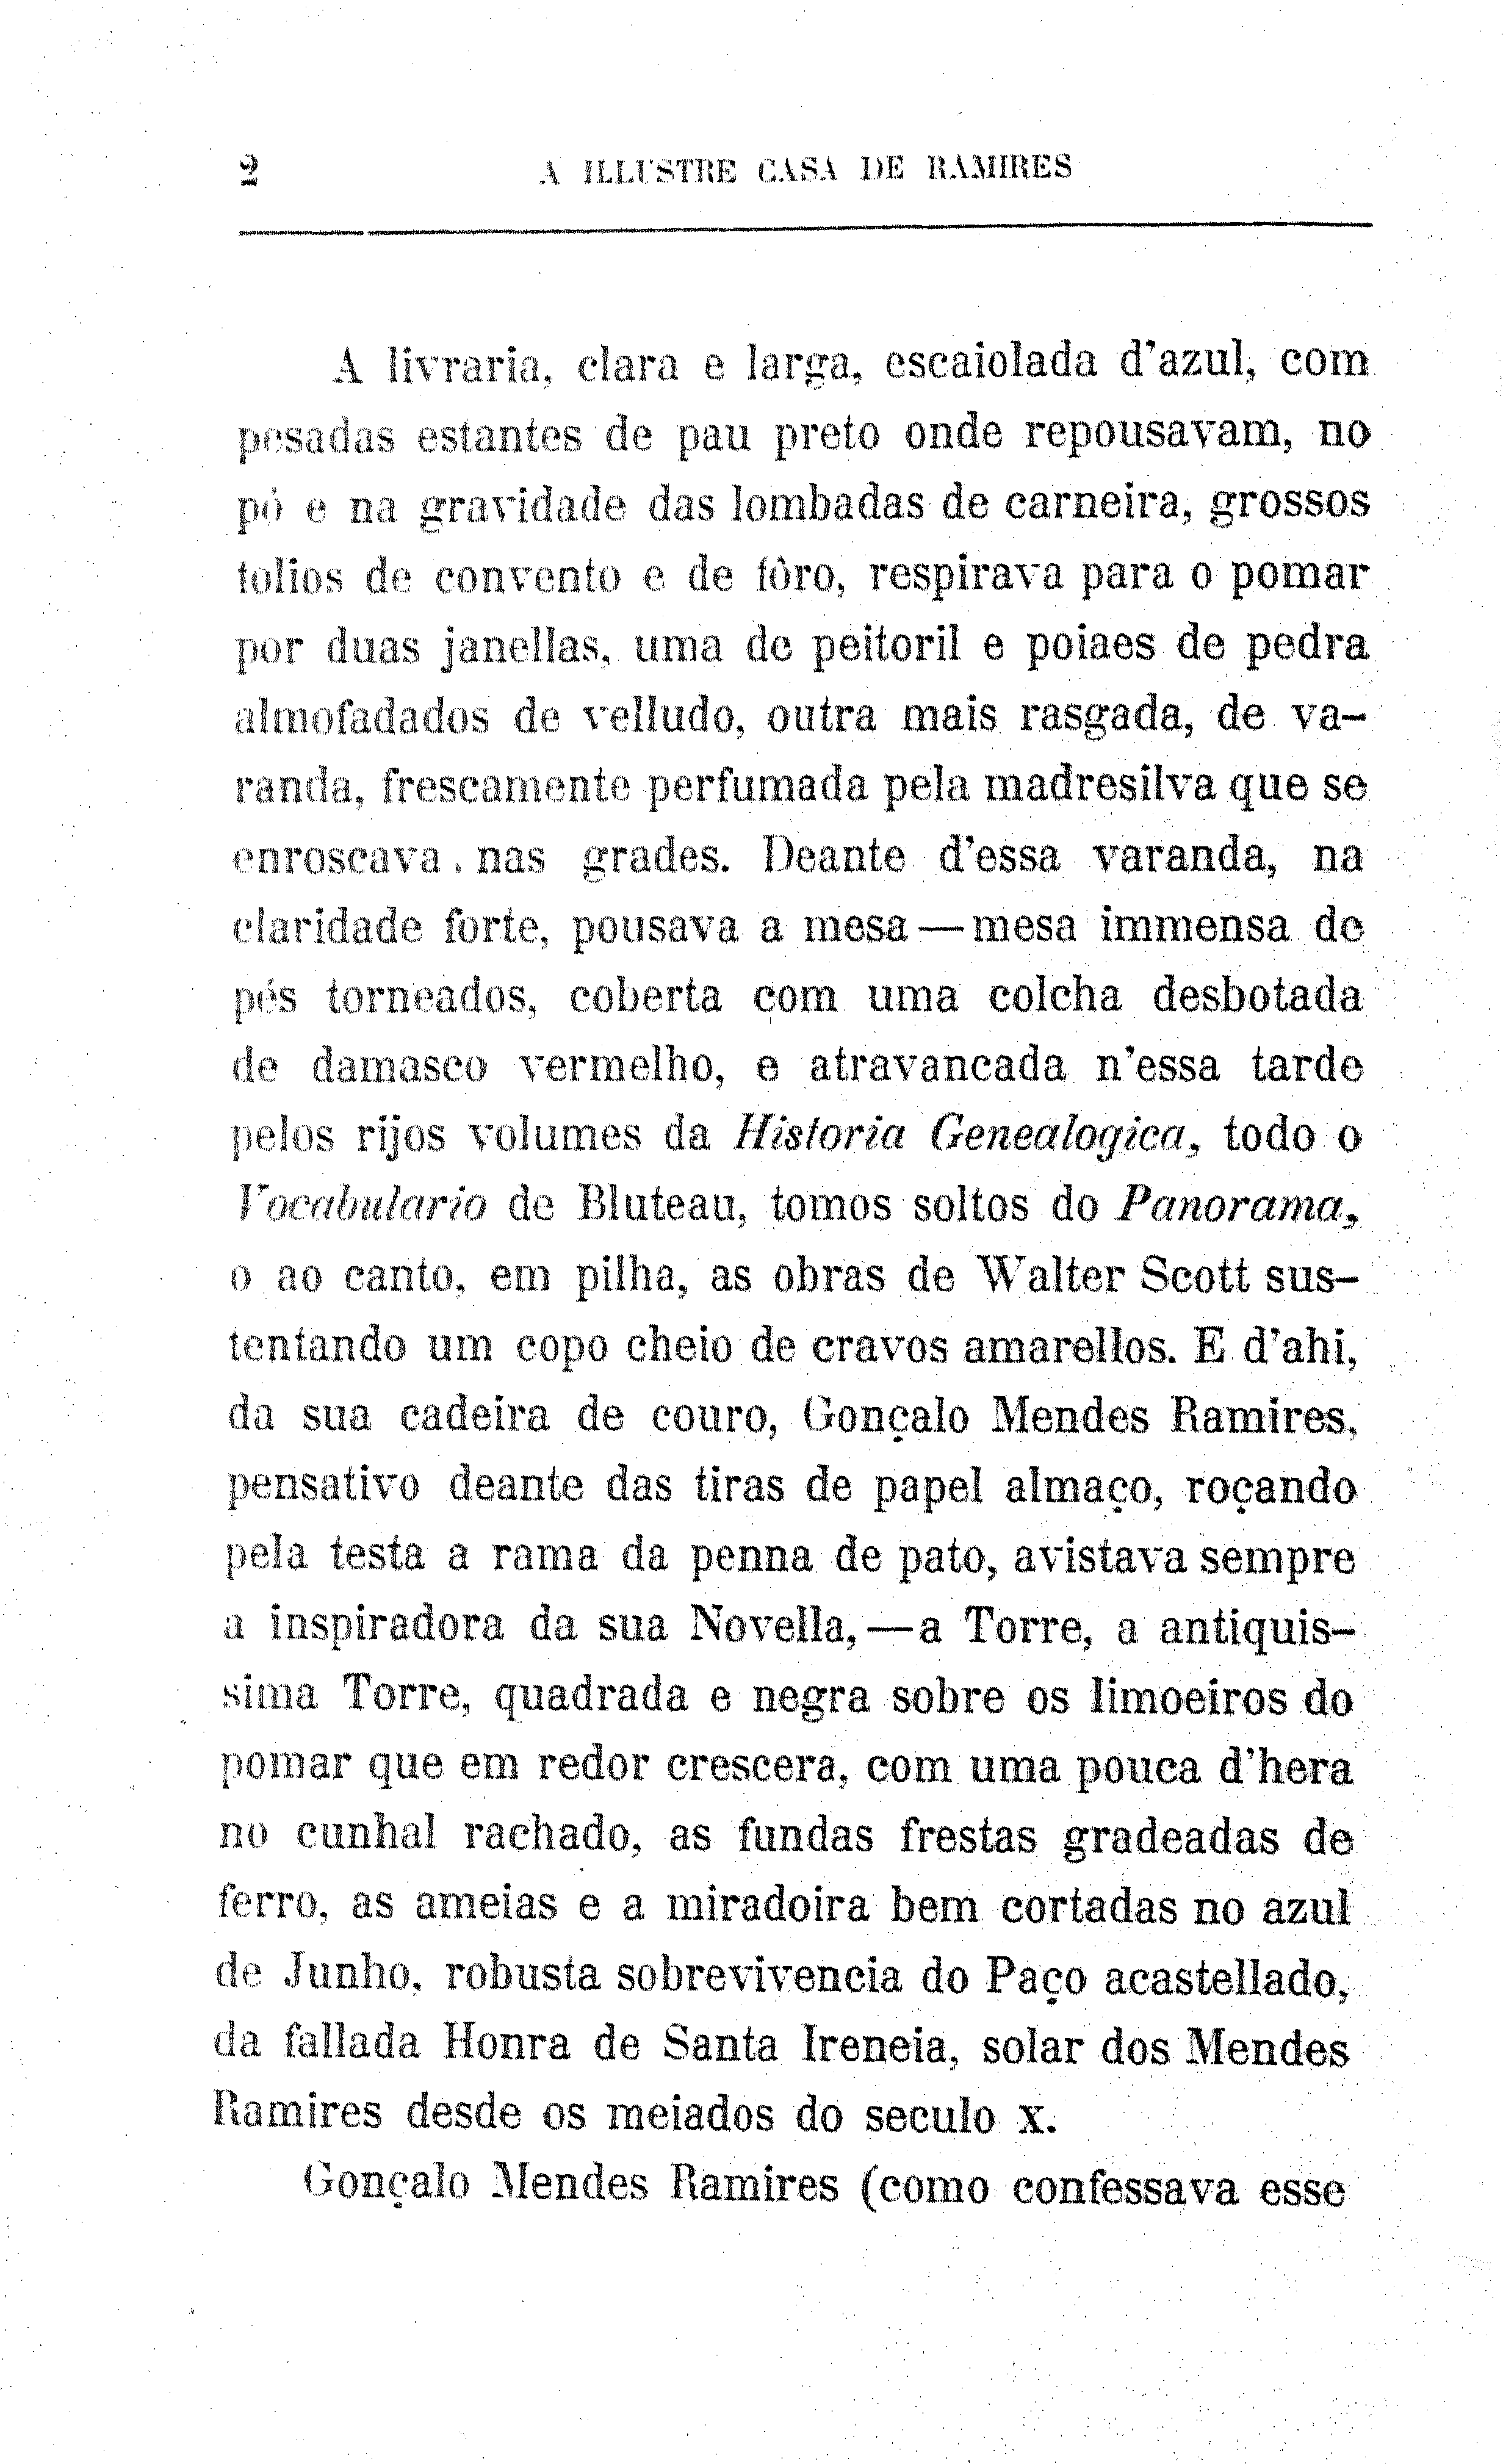 2 A ILLUSTRE CASA DE RAMIRES
A livraria, clara e larga, escaiolada d'azul, com
pesadas estantes de pau preto onde repousavam, no
pó e na gravidade das lombadas de carneira, grossos
folios de convento e de fôro, respirava para o pomar
por duas janellas, uma de peitoril e poiaes de pedra
almofadados de velludo, outra mais rasgada, de va-
randa, frescamente perfumada pela madresilva que se
enroscava nas grades. Deante d'essa varanda, na
claridade forte, pousava a mesa—mesa immensa de
pés torneados, coberta com uma colcha desbotada
de damasco vermelho, e atravancada n'essa tarde
pelos rijos volumes da Historia Genealogica, todo o
Vocabulario de Bluteau, tomos soltos do Panorama,
o ao canto, em pilha, as obras de Walter Scott sus-
tentando um copo cheio de cravos amarellos. E d'ahi,
da sua cadeira de couro, Gonçalo Mendes Ramires,
pensativo deante das tiras de papel almaço, roçando
pela testa a rama da penna de pato, avistava sempre
a inspiradora da sua Novella,—a Torre, a antiquis-
sima Torre, quadrada e negra sobre os limoeiros do
pomar que em redor crescera, com uma pouca d'hera
no cunhal rachado, as fundas frestas gradeadas de
ferro, as ameias e a miradoira bem cortadas no azul
de Junho, robusta sobrevivencia do Paço acastellado,
da fallada Honra de Santa Ireneia, solar dos Mendes
Ramires desde os meiados do seculo x.
Gonçalo Mendes Ramires (como confessava esse